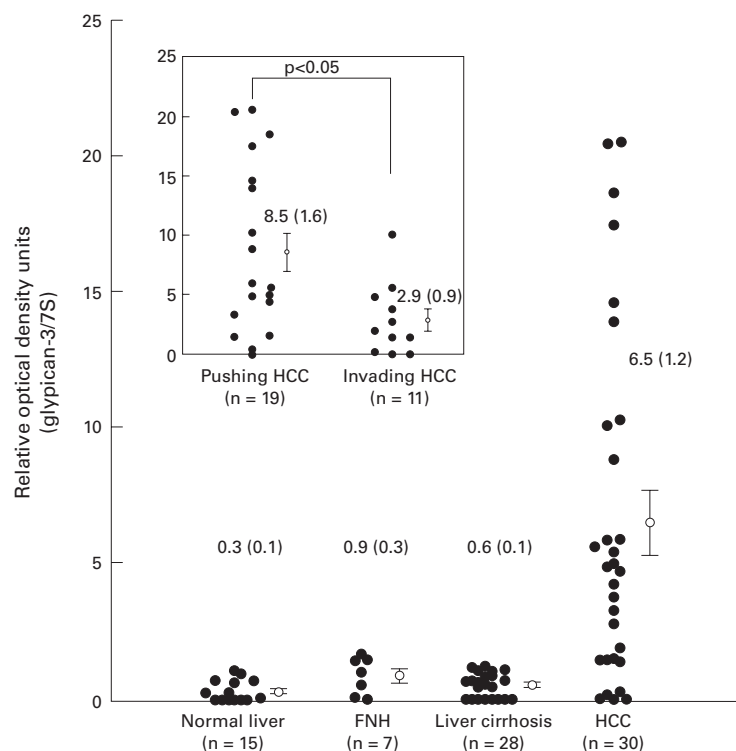 25
20
15
10
5
0
Relative optical density units
(glypican-3/7S)
25
20
15
10
5
0
p<0.05
8.5 (1.6)
2.9 (0.9)
Pushing HCC
(n = 19)
Invading HCC
(n = 11)
0.3 (0.1)
0.9 (0.3)
0.6 (0.1)
6.5 (1.2)
Normal liver
(n = 15)
FNH
(n = 7)
Liver cirrhosis
(n = 28)
HCC
(n = 30)